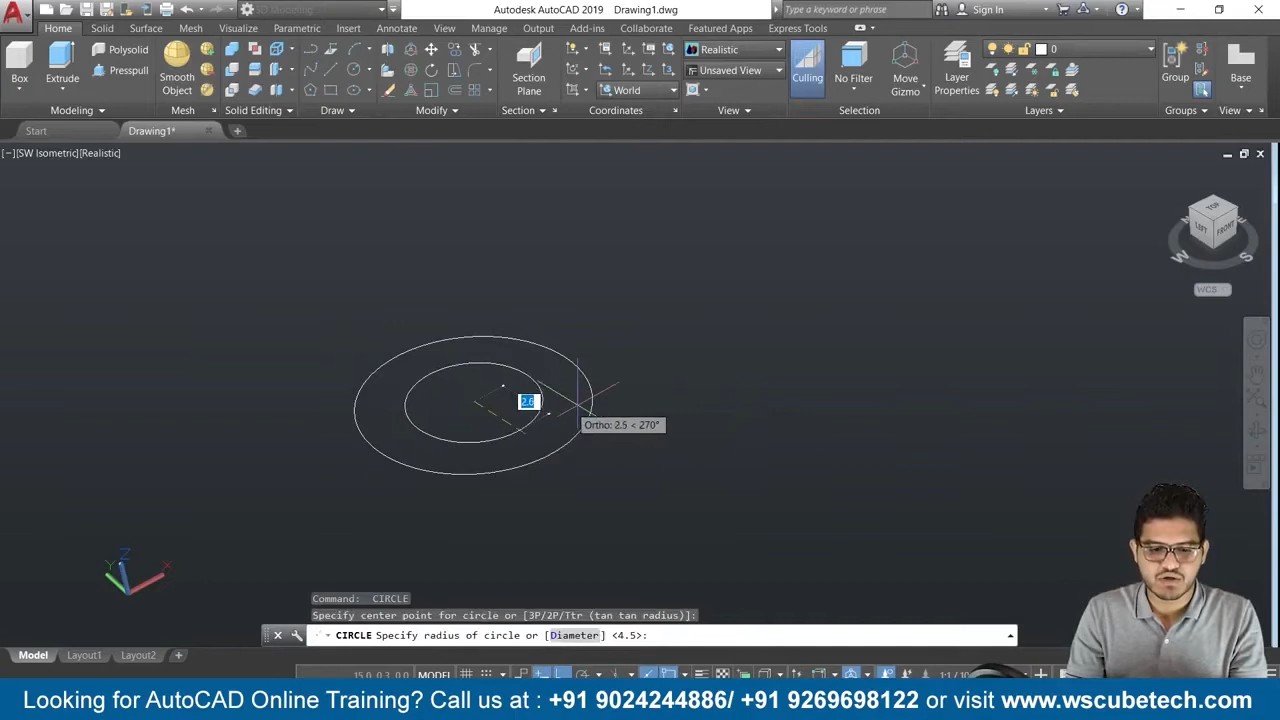 Autodesk AutoCAD 2019 Drawing1.dwg
Type a keyword or phrase
Sign In
Home Solid Surface Mesh Visualize Parametric Insert Annotate View Manage Output Add-ins Collaborate Featured Apps Express Tools
Box
Extrude
Polysolid
Presspull
Smooth
Object
Section
Plane
World
Realistic
Unsaved View
Culling
No Filter
Move
Gizmo
Layer
Properties
0
Group
Base
Modeling Mesh Solid Editing Draw Modify Section Coordinates View Selection Layers Groups View
Start Drawing1*
[−][SW Isometric][Realistic]
TOP
LEFT FRONT
W S
WCS
2.6
Ortho: 2.5 < 270°
Z
Y X
Command: CIRCLE
Specify center point for circle or [3P/2P/Ttr (tan tan radius)]:
CIRCLE Specify radius of circle or [Diameter] <4.5>:
Model Layout1 Layout2 +
MODEL
Looking for AutoCAD Online Training? Call us at : +91 9024244886/ +91 9269698122 or visit www.wscubetech.com